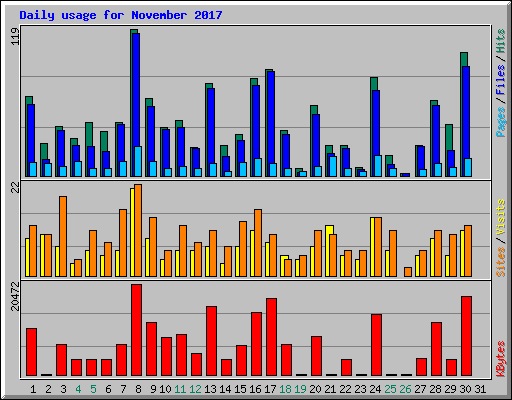 Daily usage for November 2017
119
Pages / Files / Hits
22
Sites / Visits
20472
KBytes
1 2 3 4 5 6 7 8 9 10 11 12 13 14 15 16 17 18 19 20 21 22 23 24 25 26 27 28 29 30 31